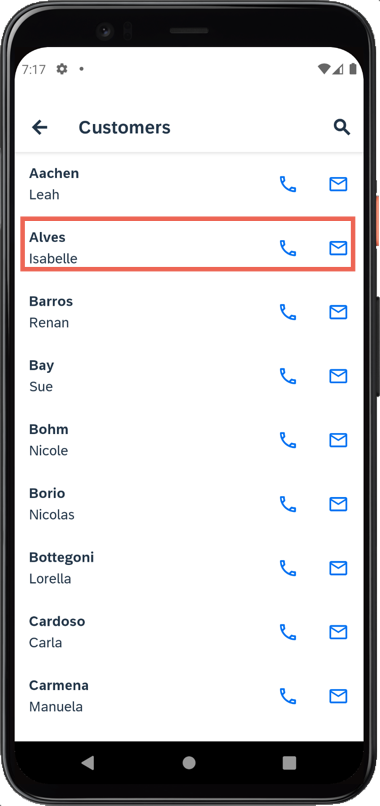 7:17
Customers
Aachen
Leah
Alves
Isabelle
Barros
Renan
Bay
Sue
Bohm
Nicole
Borio
Nicolas
Bottegoni
Lorella
Cardoso
Carla
Carmena
Manuela